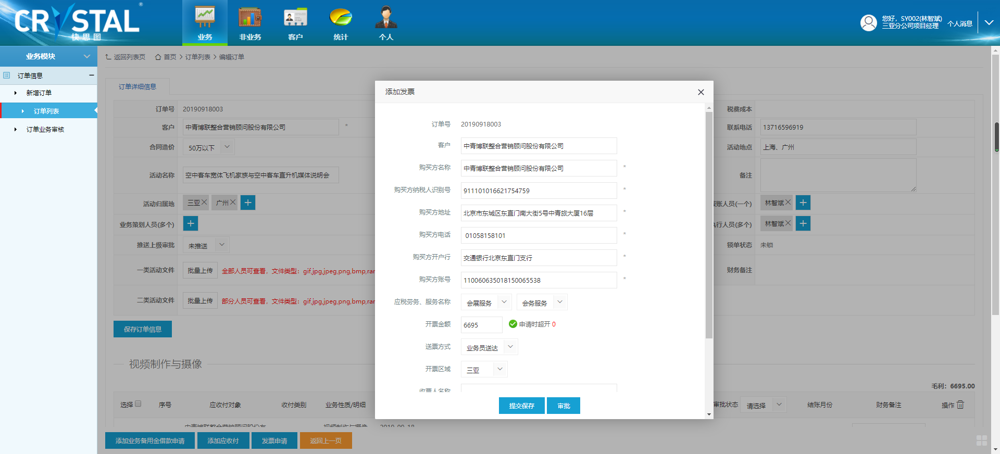 CRYSTAL
®
快思图
业务
非业务
客户
统计
个人
您好，SY002(林智斌)
三亚分公司项目经理
个人消息
业务模块
订单信息
新增订单
订单列表
订单业务审核
返回列表页 首页 > 订单列表 > 编辑订单
订单详细信息
订单号 20190918003
税费成本
客户 中青博联整合营销顾问股份有限公司 *
联系电话 13716596919
合同造价 50万以下
活动地点 上海、广州
活动名称 空中客车宽体飞机家族与空中客车直升机媒体说明会
备注
活动归属地 三亚 广州
账人员(一个) 林智斌
业务策划人员(多个)
行人员(多个) 林智斌
推送上级审批 未推送
锁单状态 未锁
一类活动文件 批量上传 全部人员可查看，文件类型：gif,jpg,jpeg,png,bmp,rar
财务备注
二类活动文件 批量上传 部分人员可查看，文件类型：gif,jpg,jpeg,png,bmp,rar
保存订单信息
视频制作与摄像
毛利：6695.00
选择 序号 应收付对象 收付类别 业务性质/明细
审批状态 请选择 结账月份 财务备注 操作
中青博联整合营销顾问股份有 视频制作与摄像 2019-09-18
添加业务备用金借款申请 添加应收付 发票申请 返回上一页
添加发票
订单号 20190918003
客户 中青博联整合营销顾问股份有限公司
购买方名称 中青博联整合营销顾问股份有限公司 *
购买方纳税人识别号 911101016621754759 *
购买方地址 北京市东城区东直门南大街5号中青旅大厦16层 *
购买方电话 01058158101 *
购买方开户行 交通银行北京东直门支行 *
购买方账号 110060635018150065538 *
应税劳务、服务名称 会展服务 会务服务
开票金额 6695 申请时超开 0
送票方式 业务员送达
开票区域 三亚
收票人名称
提交保存 审批